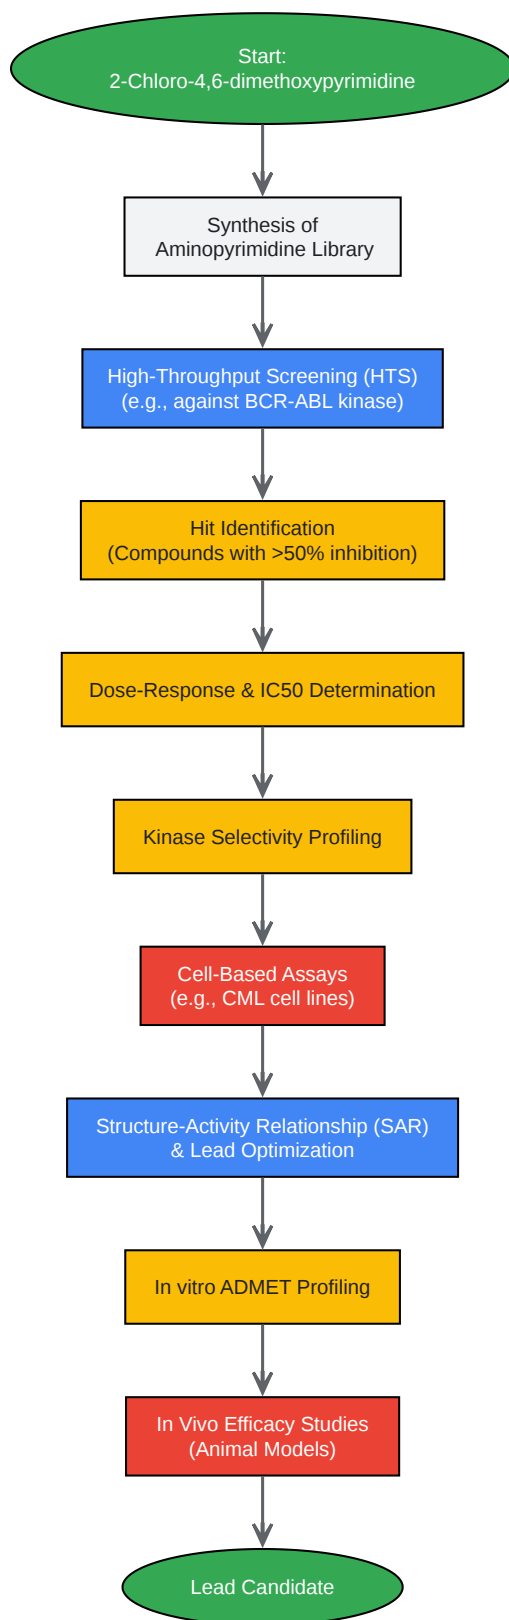 Start:
2-Chloro-4,6-dimethoxypyrimidine
Synthesis of
Aminopyrimidine Library
High-Throughput Screening (HTS)
(e.g., against BCR-ABL kinase)
Hit Identification
(Compounds with >50% inhibition)
Dose-Response & IC50 Determination
Kinase Selectivity Profiling
Cell-Based Assays
(e.g., CML cell lines)
Structure-Activity Relationship (SAR)
& Lead Optimization
In vitro ADMET Profiling
In Vivo Efficacy Studies
(Animal Models)
Lead Candidate